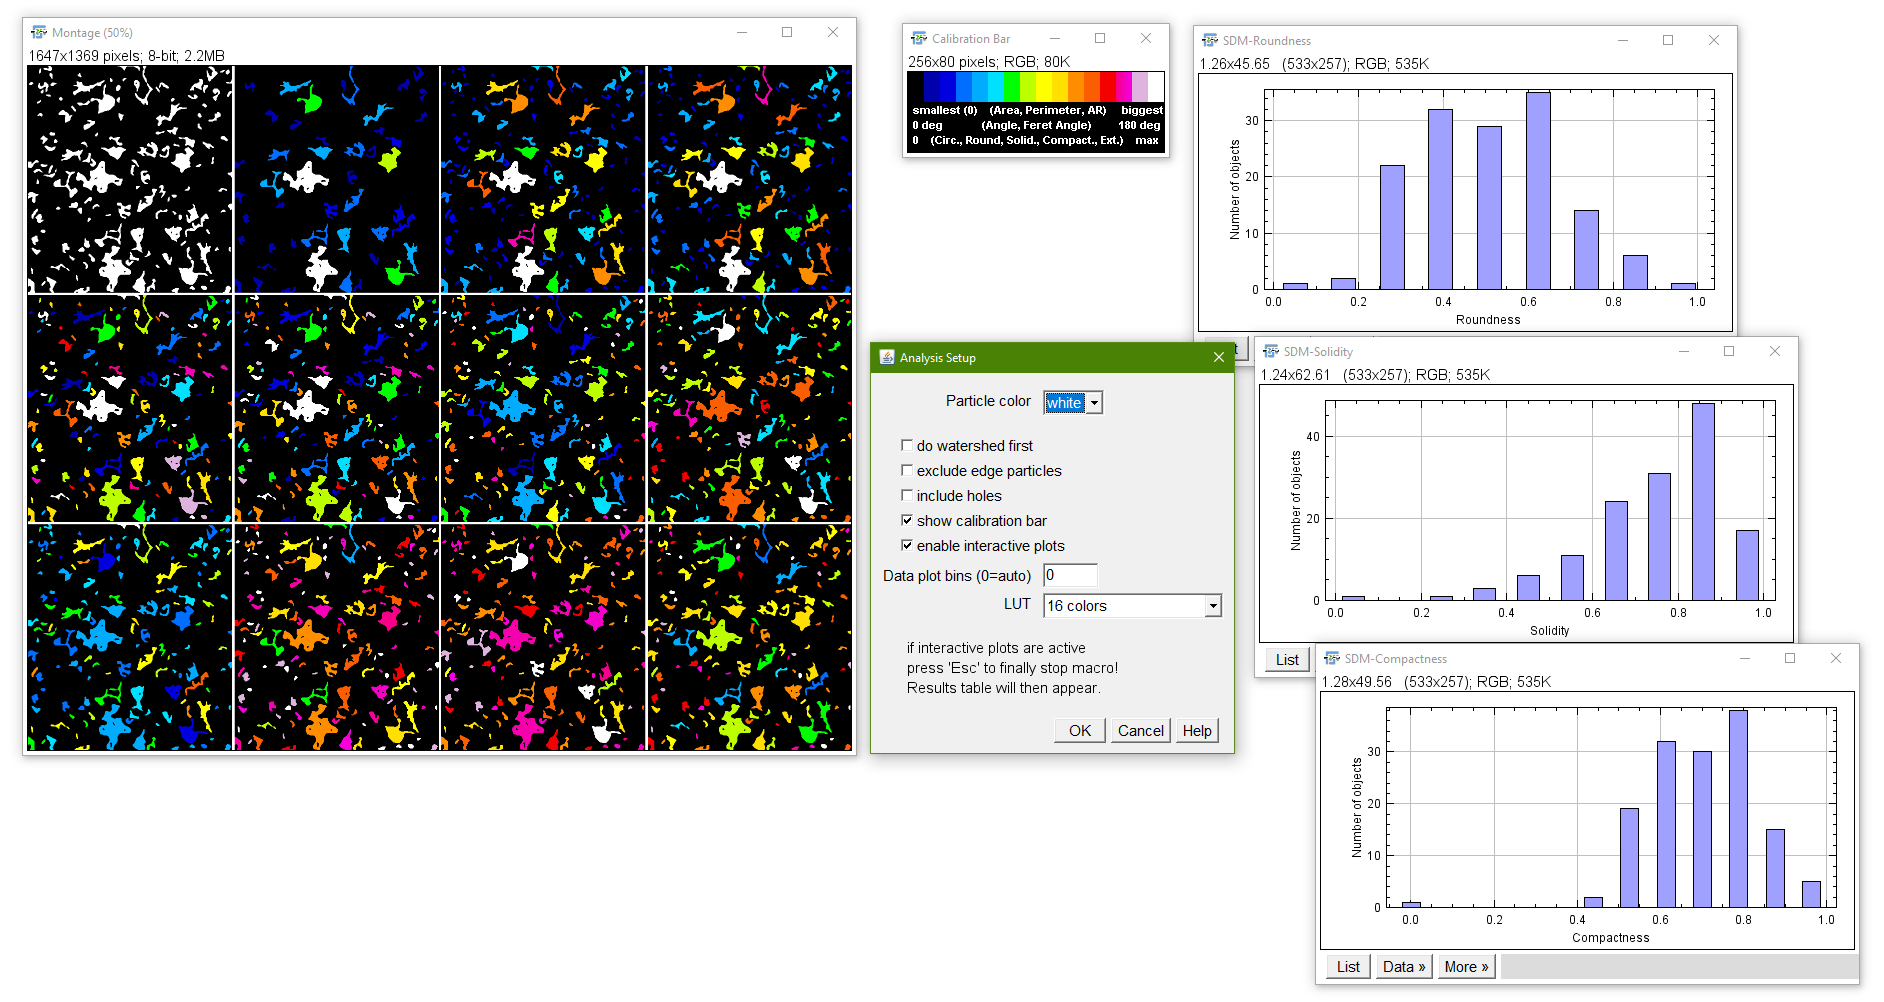 Montage (50%)
1647x1369 pixels; 8-bit; 2.2MB
Calibration Bar
256x80 pixels; RGB; 80K
smallest (0) (Area, Perimeter, AR) biggest
0 deg (Angle, Feret Angle) 180 deg
0 (Circ., Round, Solid., Compact., Ext.) max
SDM-Roundness
1.26x45.65 (533x257); RGB; 535K
30
20
10
0
Number of objects
0.0 0.2 0.4 0.6 0.8 1.0
Roundness
Analysis Setup
Particle color white
do watershed first
exclude edge particles
include holes
show calibration bar
enable interactive plots
Data plot bins (0=auto) 0
LUT 16 colors
if interactive plots are active
press 'Esc' to finally stop macro!
Results table will then appear.
OK Cancel Help
SDM-Solidity
1.24x62.61 (533x257); RGB; 535K
40
20
0
Number of objects
0.0 0.2 0.4 0.6 0.8 1.0
Solidity
List
SDM-Compactness
1.28x49.56 (533x257); RGB; 535K
30
20
10
0
Number of objects
0.0 0.2 0.4 0.6 0.8 1.0
Compactness
List Data » More »